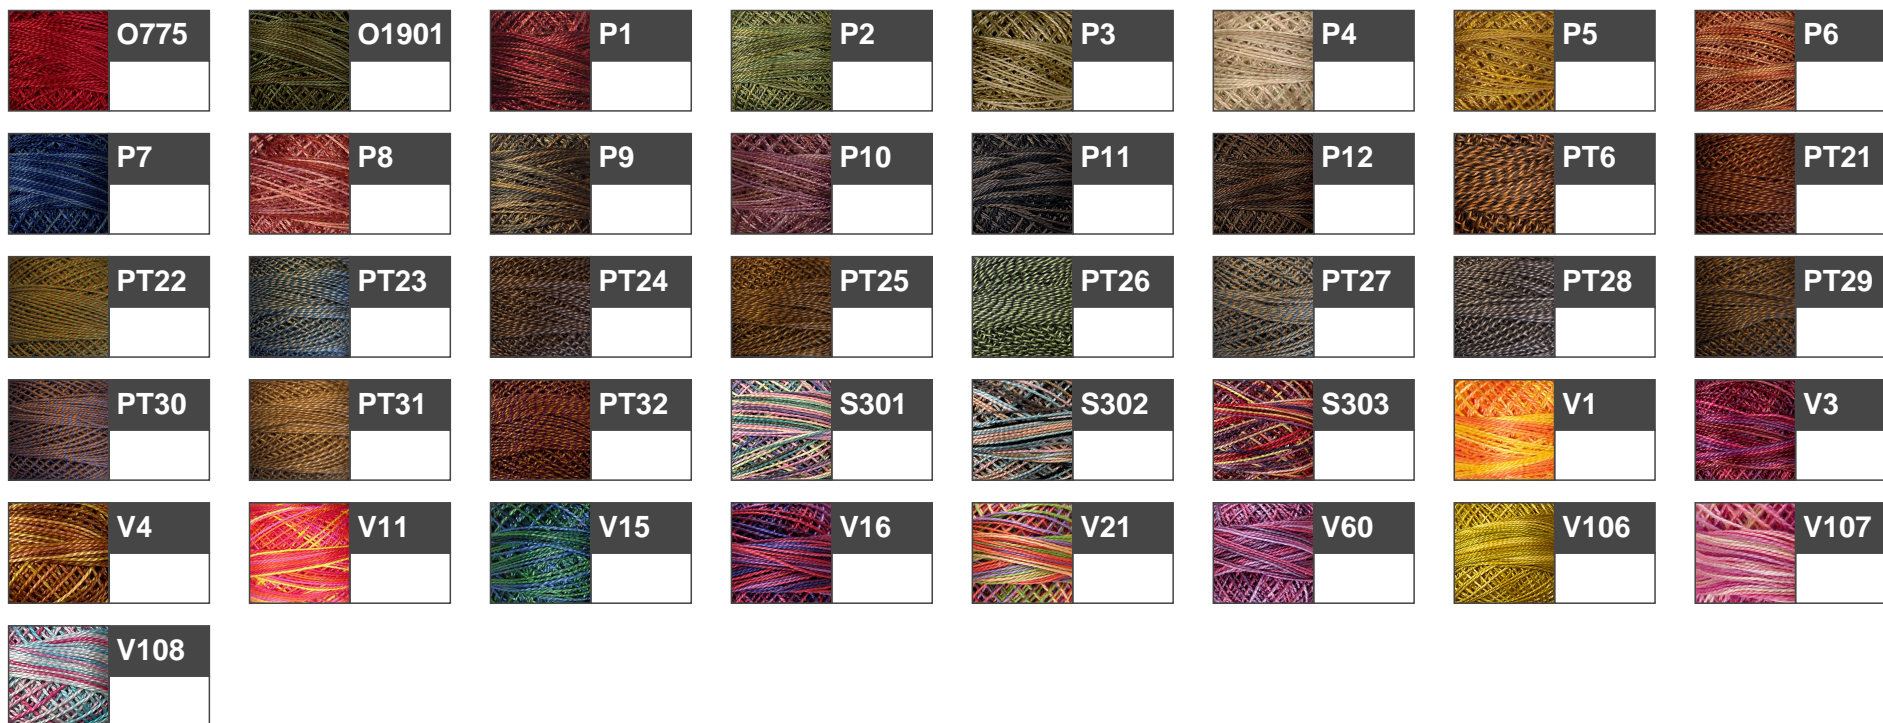 O775 O1901 P1 P2 P3 P4 P5 P6
P7 P8 P9 P10 P11 P12 PT6 PT21
PT22 PT23 PT24 PT25 PT26 PT27 PT28 PT29
PT30 PT31 PT32 S301 S302 S303 V1 V3
V4 V11 V15 V16 V21 V60 V106 V107
V108